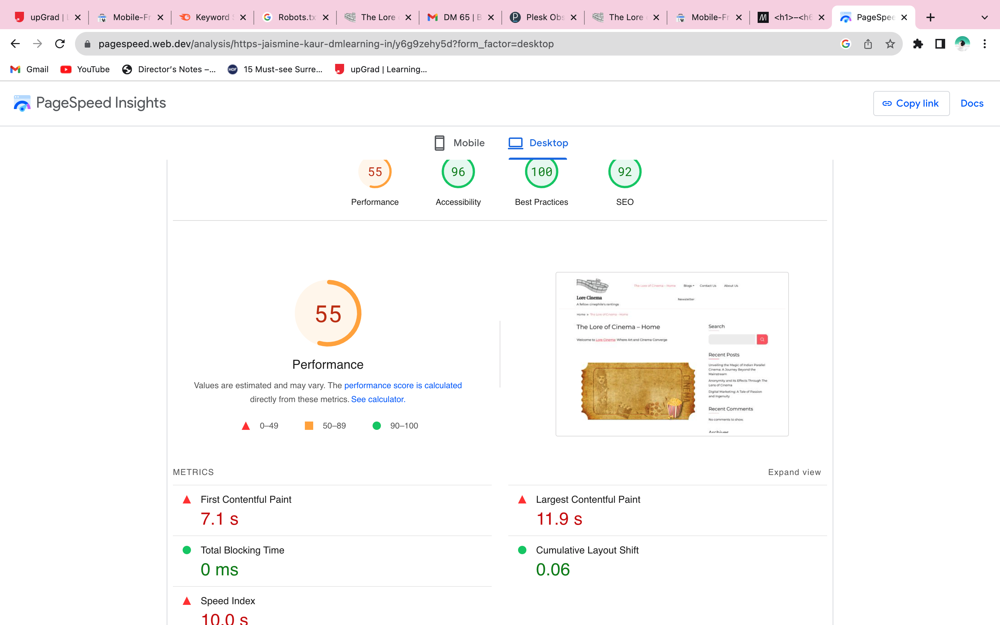 upGrad | L
Mobile-Fr
Keyword S
Robots.tx
The Lore
DM 65 | B
Plesk Obs
The Lore
Mobile-Fr
<h1>–<h6
PageSpee
pagespeed.web.dev/analysis/https-jaismine-kaur-dmlearning-in/y6g9zehy5d?form_factor=desktop
Gmail
YouTube
Director's Notes –...
HOF
15 Must-see Surre...
upGrad | Learning...
PageSpeed Insights
Copy link
Docs
Mobile
Desktop
55
96
100
92
Performance
Accessibility
Best Practices
SEO
55
Performance
Values are estimated and may vary. The performance score is calculated
directly from these metrics. See calculator.
0–49
50–89
90–100
The Lore of Cinema – Home
Blogs
Contact Us
About Us
Newsletter
Lore Cinema
A fellow cinephile's rantings
Home » The Lore of Cinema - Home
The Lore of Cinema – Home
Welcome to Lore Cinema: Where Art and Cinema Converge
CINEMA
Search
Recent Posts
Unveiling the Magic of Indian Parallel
Cinema: A Journey Beyond the
Mainstream
Anonymity and its Effects Through The
Lens of Cinema
Digital Marketing: A Tale of Passion
and Ingenuity
Recent Comments
No comments to show.
Archives
METRICS
Expand view
First Contentful Paint
7.1 s
Largest Contentful Paint
11.9 s
Total Blocking Time
0 ms
Cumulative Layout Shift
0.06
Speed Index
10.0 s